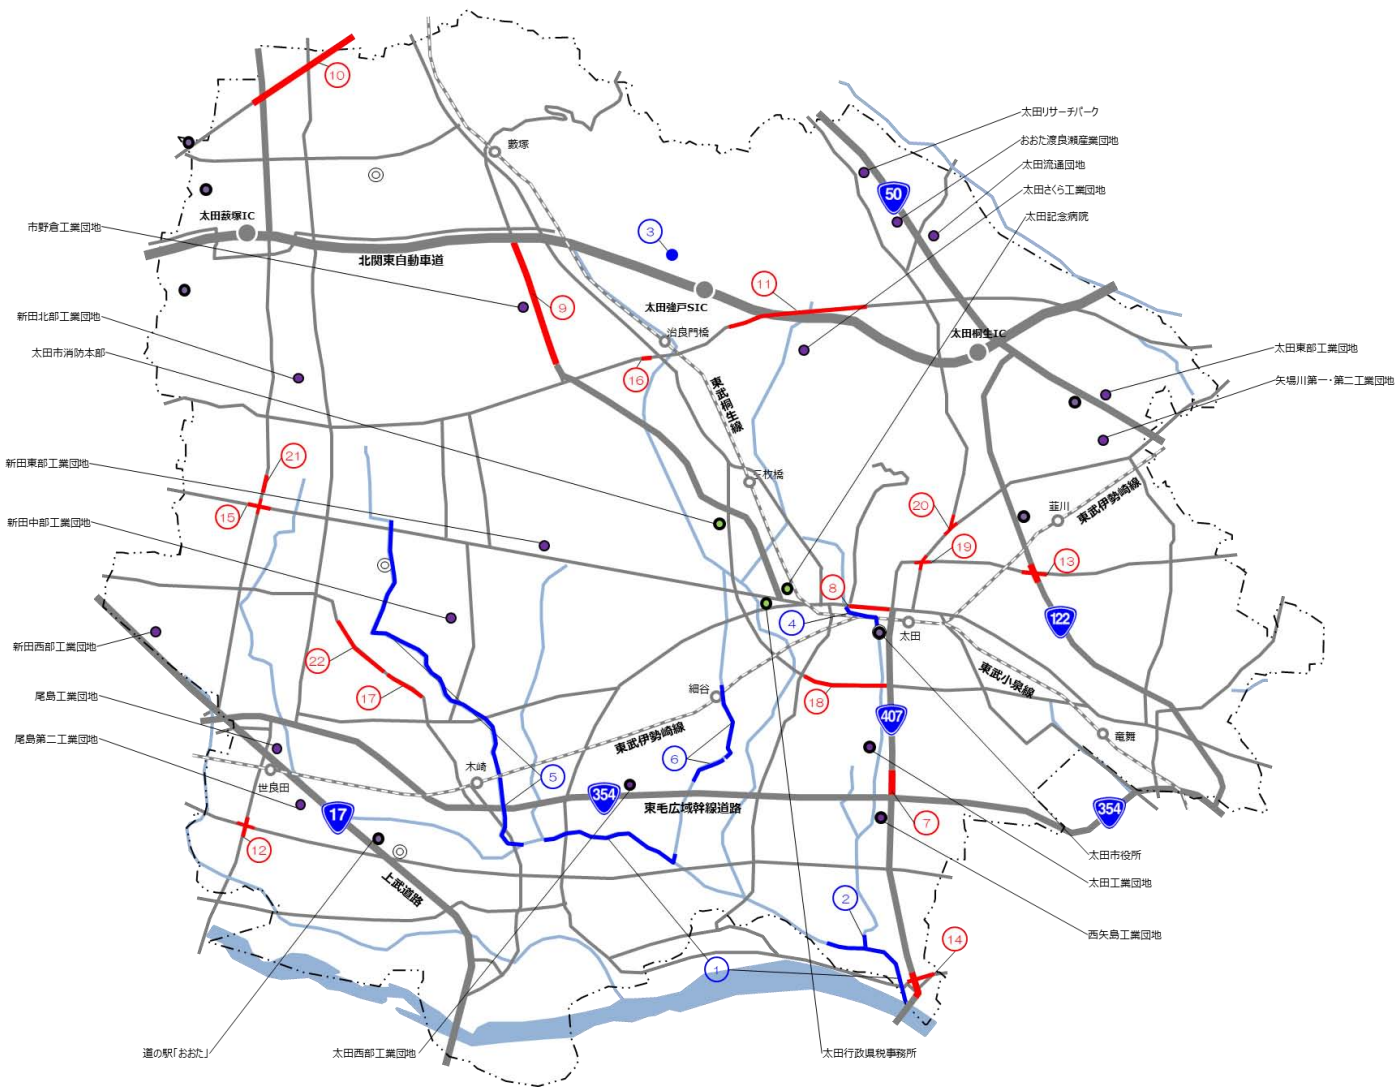 10
太田リサーチパーク
おおた渡良瀬産業団地
藪塚
太田流通団地
50
太田さくら工業団地
太田藪塚IC
太田記念病院
市野倉工業団地
3
北関東自動車道
11
太田強戸SIC
9
新田北部工業団地
治良門橋
太田桐生IC
太田市消防本部
太田東部工業団地
16
矢場川第一・第二工業団地
東武桐生線
21
新田東部工業団地
三枚橋
20
韮川
東武伊勢崎線
15
新田中部工業団地
19
13
8
4
太田
122
新田西部工業団地
22
東武小泉線
17
細谷
18
尾島工業団地
407
東武伊勢崎線
竜舞
尾島第二工業団地
6
木崎
5
世良田
354
東毛広域幹線道路
354
17
7
12
太田市役所
上武道路
太田工業団地
2
西矢島工業団地
14
1
道の駅「おおた」
太田西部工業団地
太田行政県税事務所